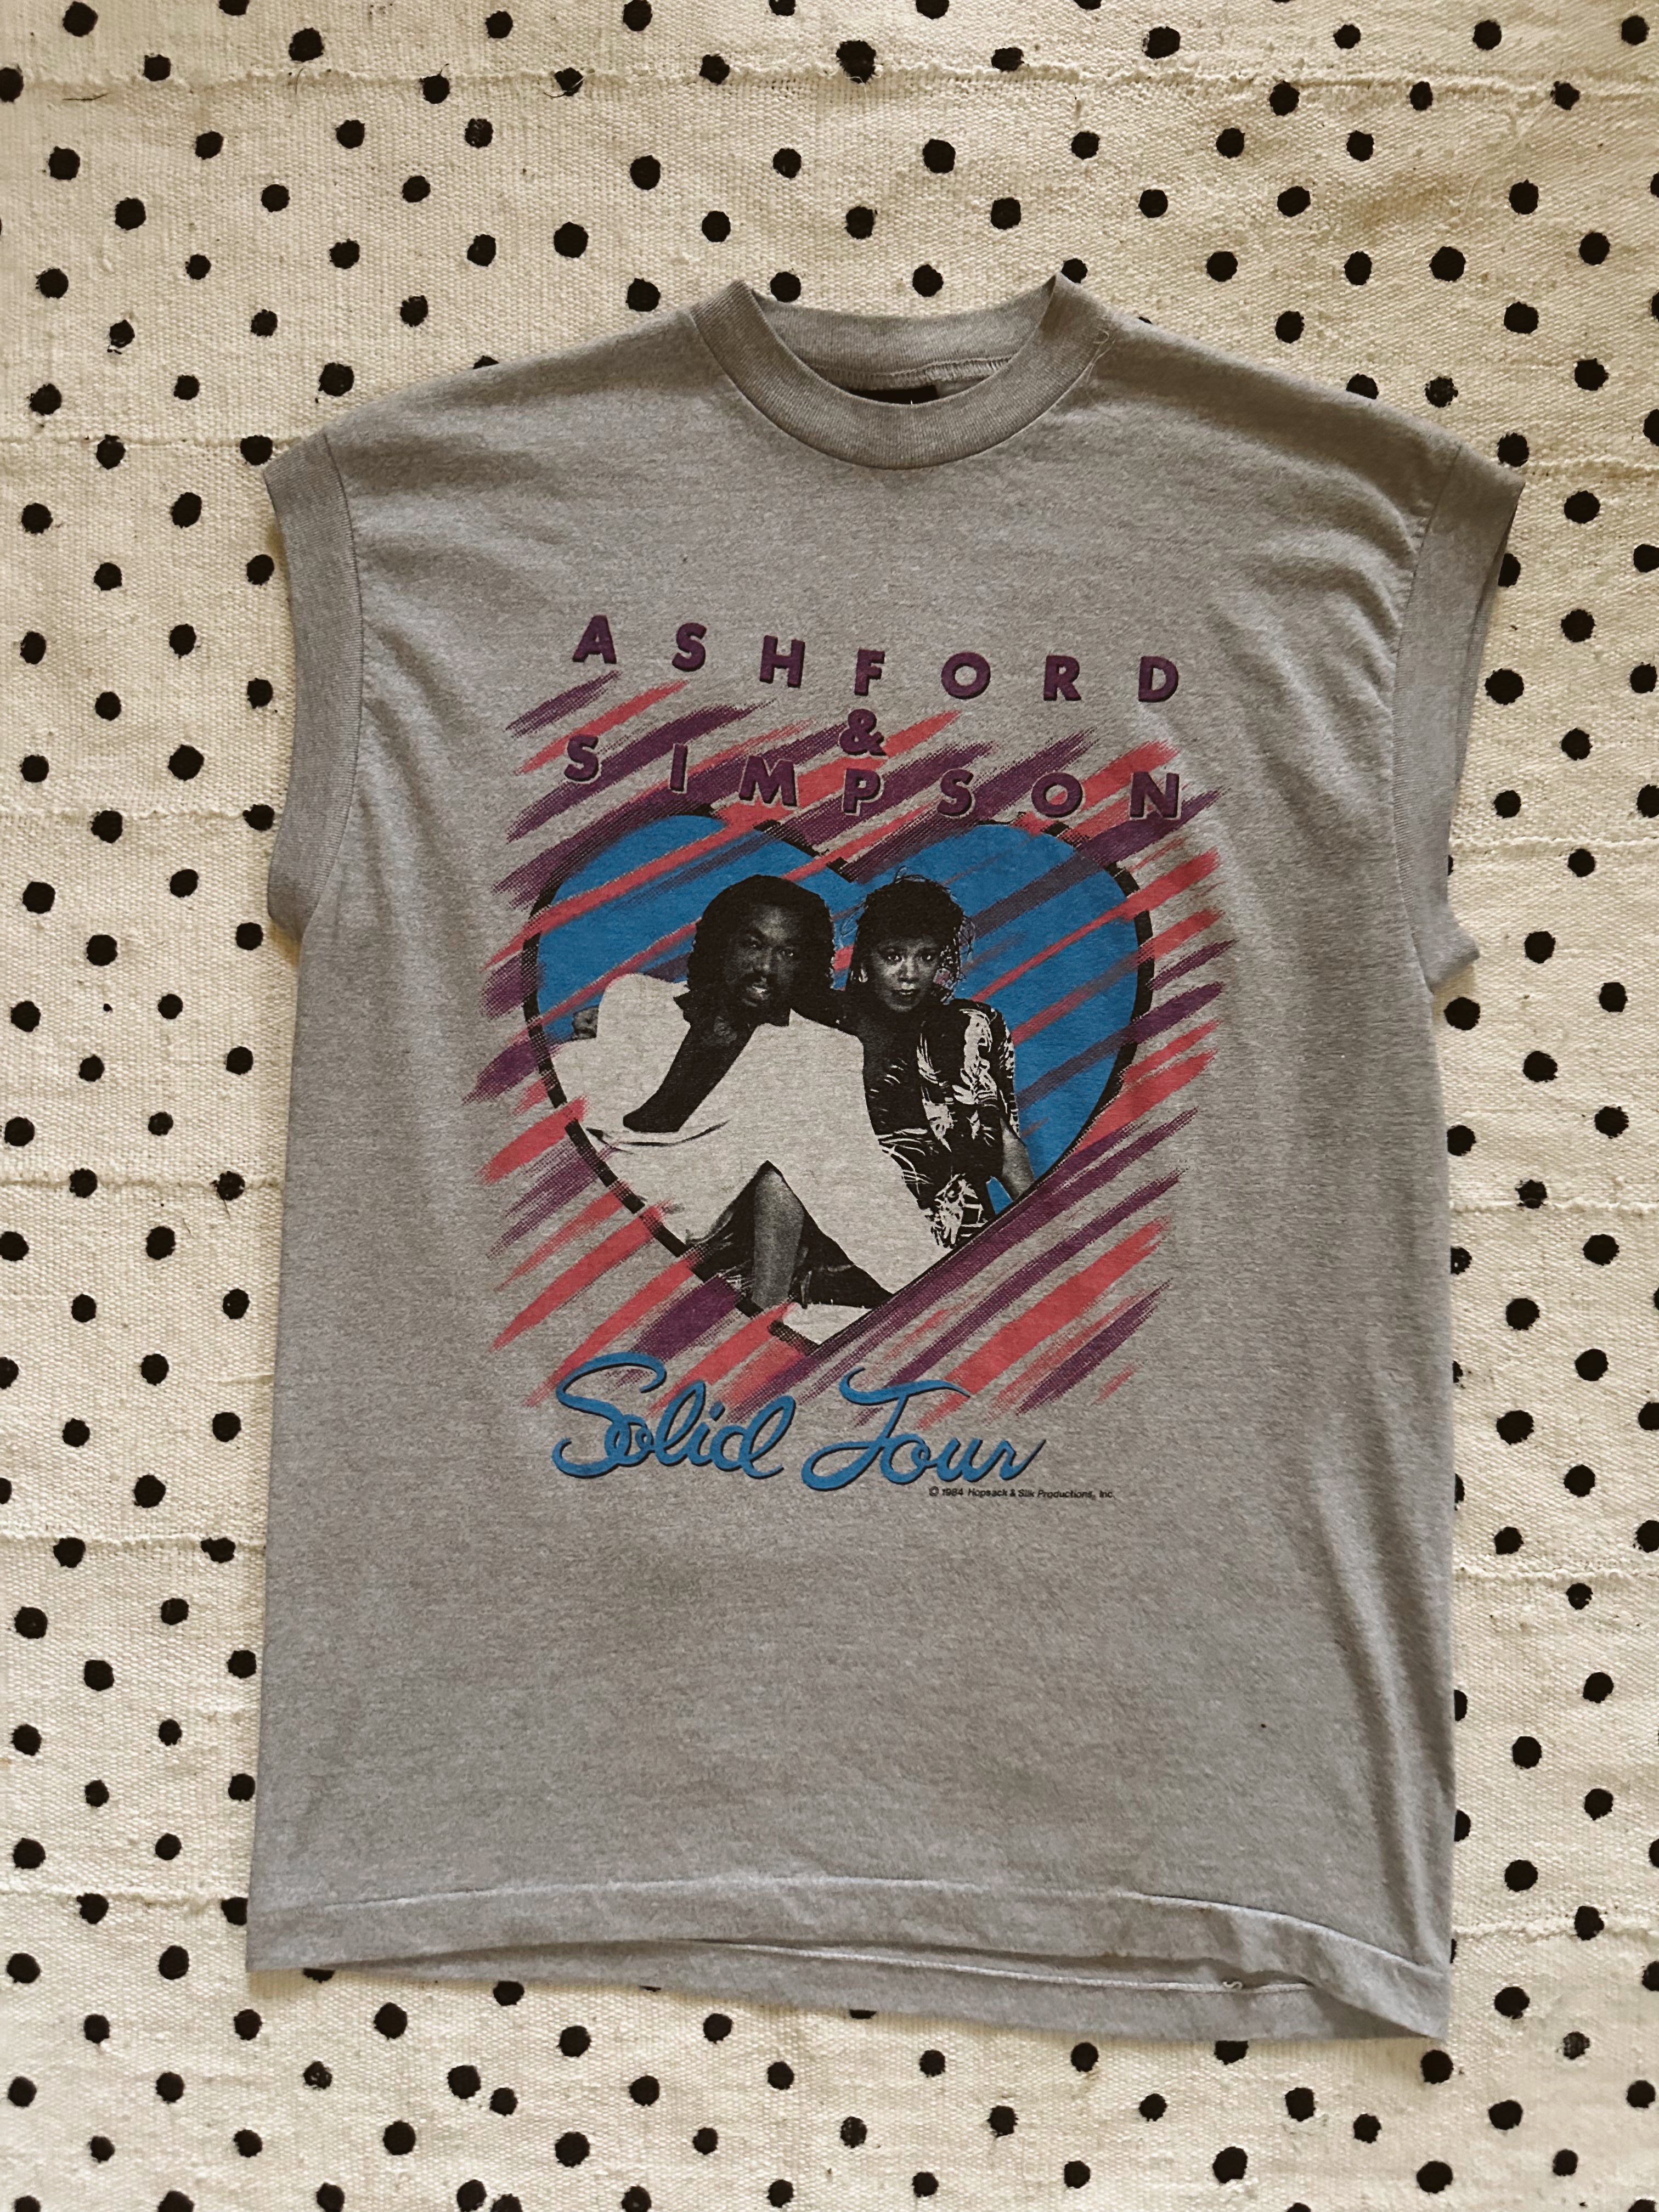 ASHFORD
&
SIMPSON
Solid Tour
© 1984 Hopsack & Silk Productions, Inc.